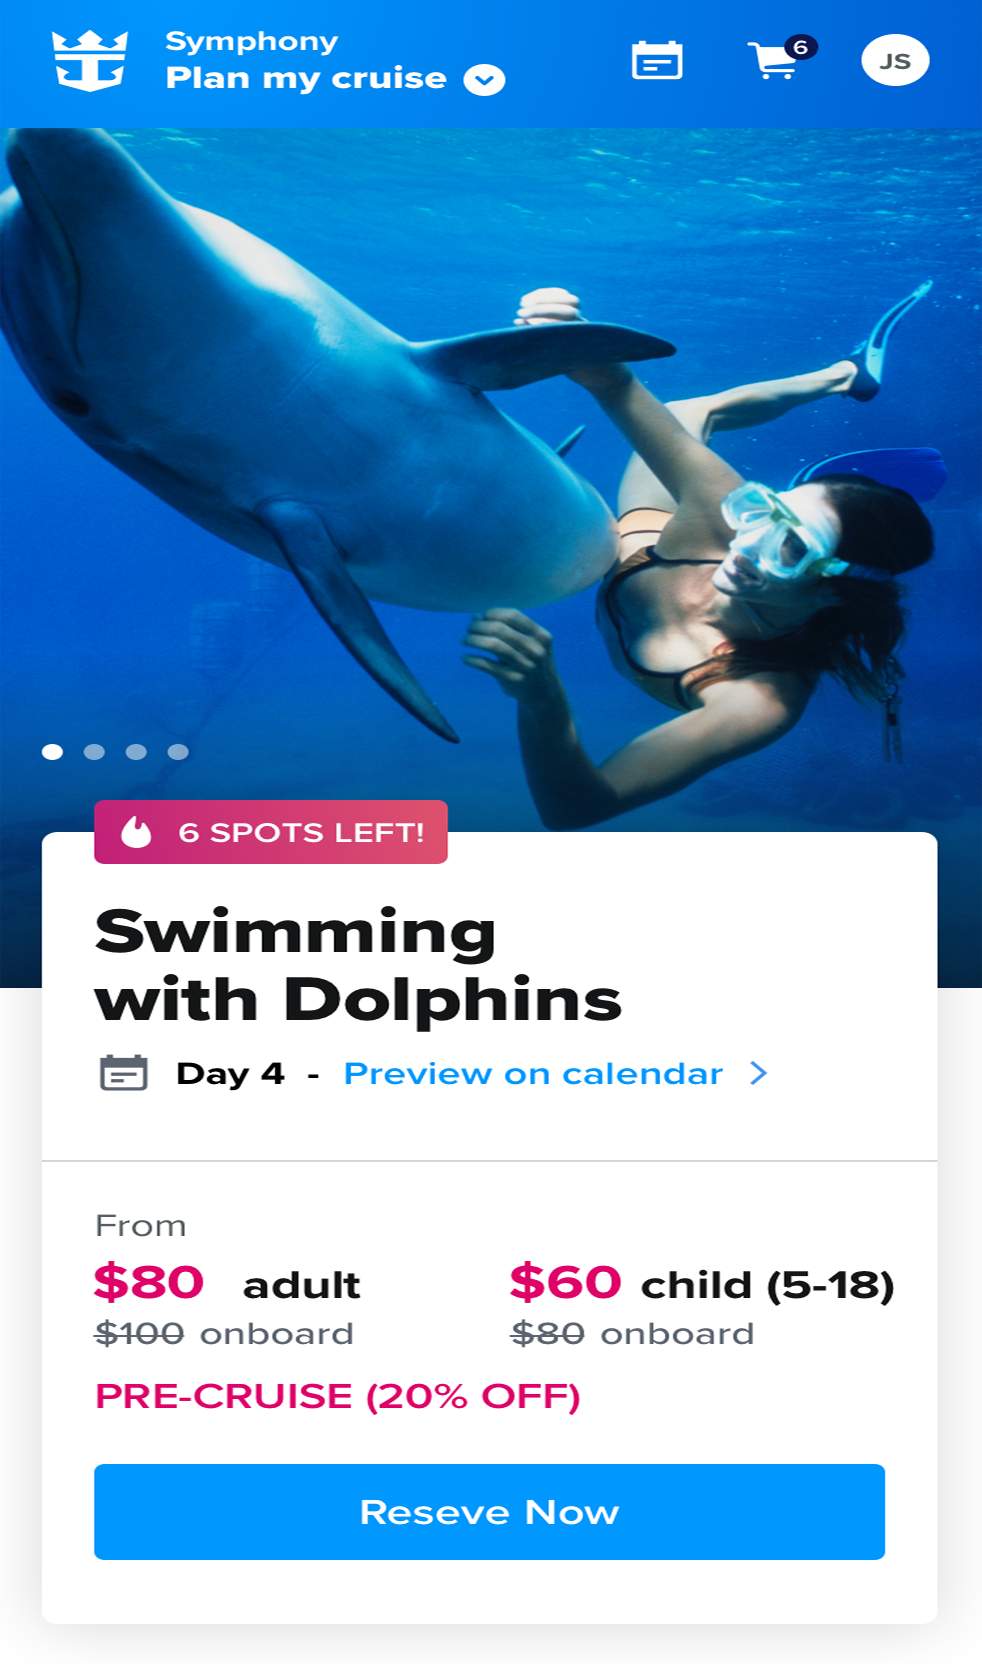 Symphony
Plan my cruise
6
JS
6 SPOTS LEFT!
Swimming
with Dolphins
Day 4 - Preview on calendar
From
$80 adult $60 child (5-18)
$100 onboard $80 onboard
PRE-CRUISE (20% OFF)
Reseve Now